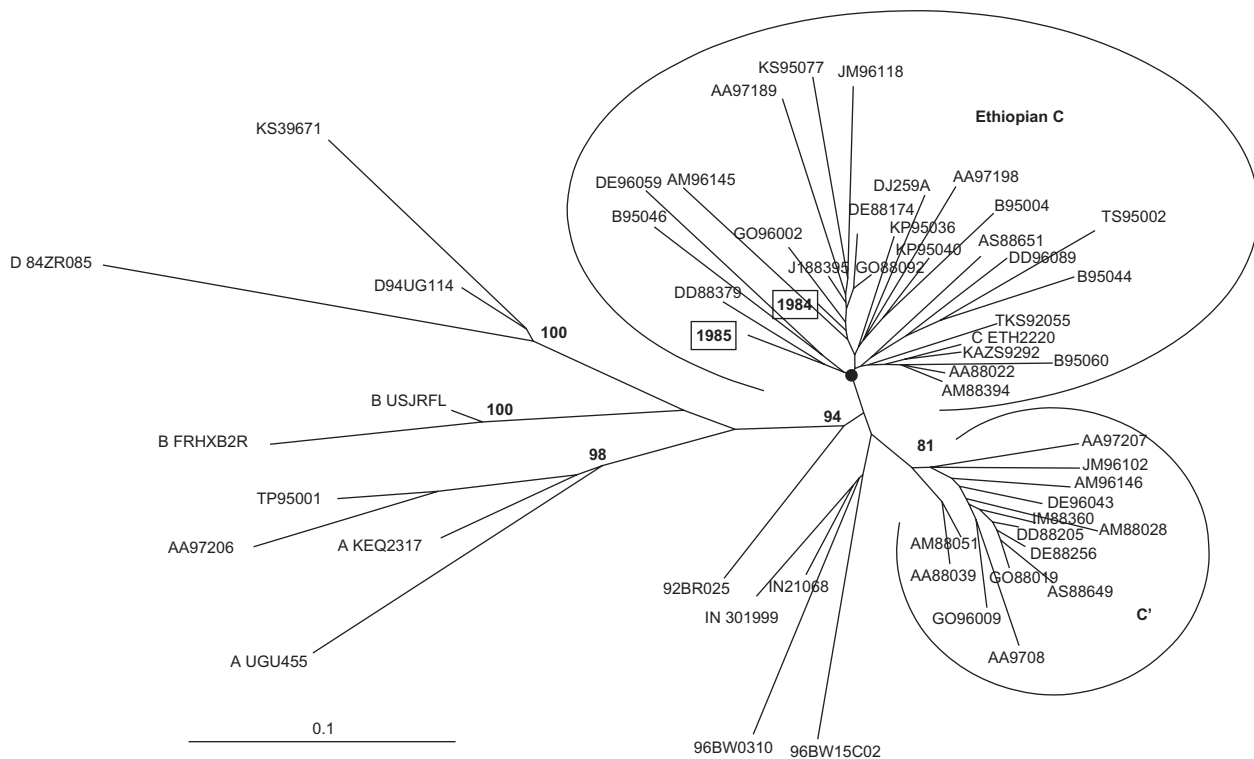 KS95077
JM96118
AA97189
Ethiopian C
KS39671
DE96059
AM96145
DJ259A
AA97198
B95046
DE88174
B95004
TS95002
GO96002
KP95036
AS88651
KP95040
DD96089
D 84ZR085
J188395
GO88092
B95044
D94UG114
DD88379
1984
TKS92055
1985
C ETH2220
100
KAZS9292
B95060
AA88022
AM88394
B USJRFL
100
94
81
B FRHXB2R
AA97207
98
JM96102
AM96146
TP95001
DE96043
IM88360
AM88028
DD88205
AA97206
A KEQ2317
AM88051
DE88256
AA88039
GO88019
92BR025
IN21068
AS88649
IN 301999
GO96009
C'
A UGU455
AA9708
0.1
96BW0310
96BW15C02